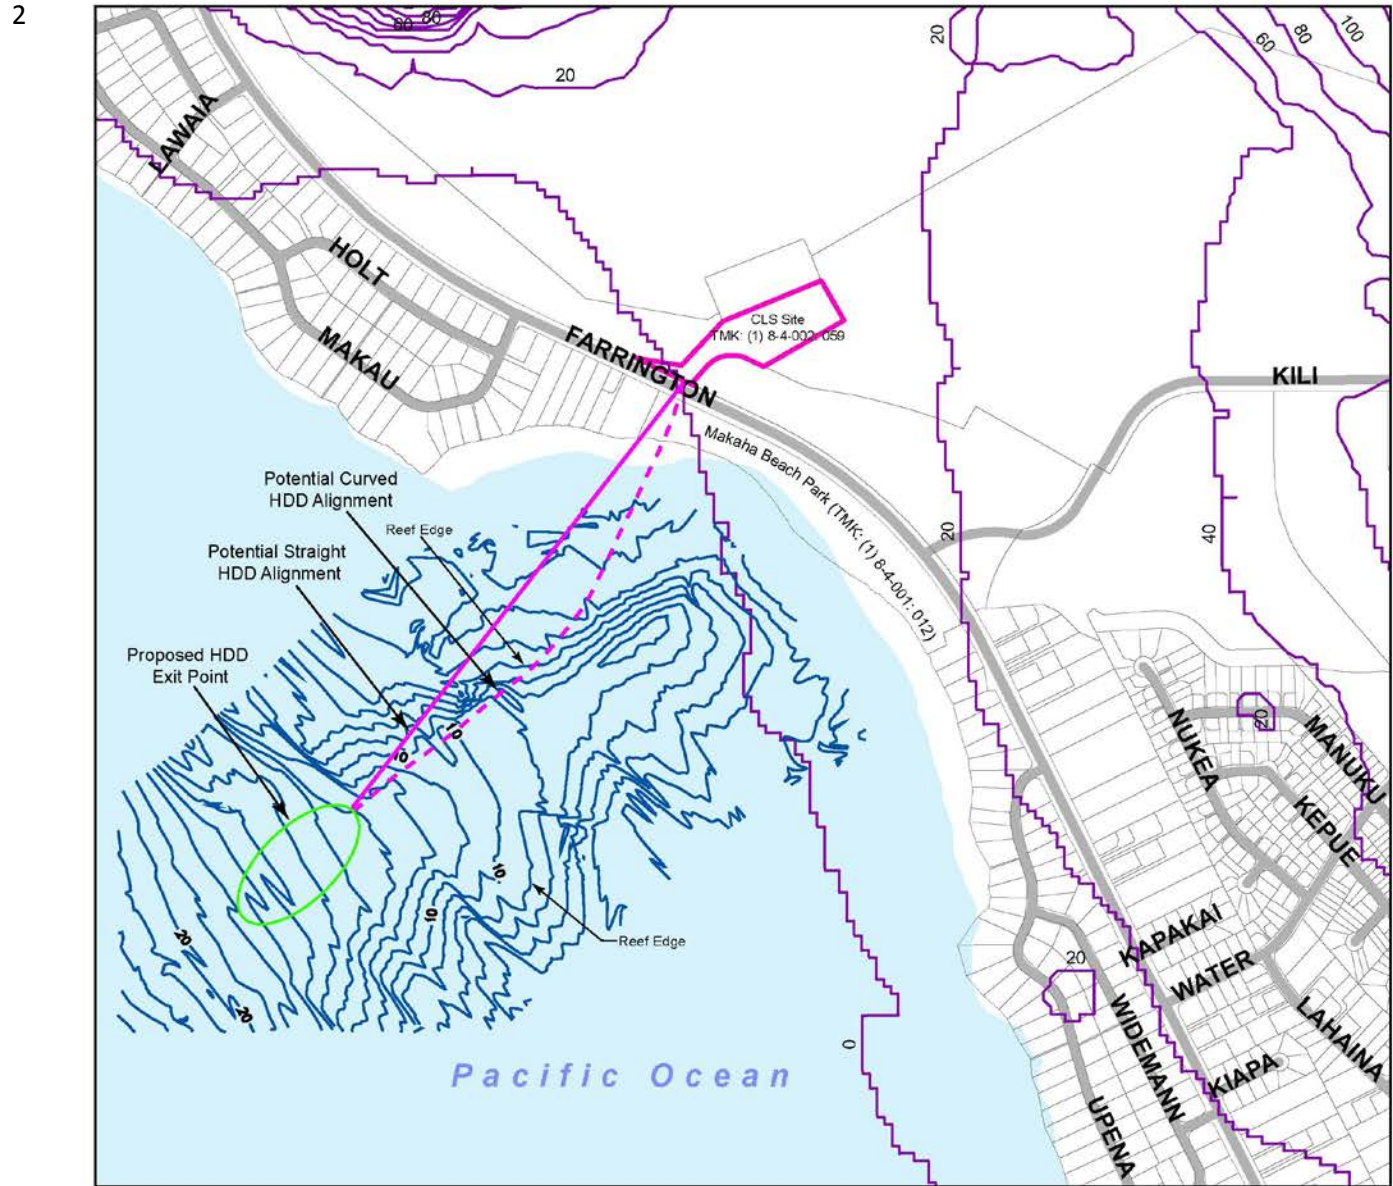 2
60
80
20
20
60
80
100
LAWAIA
HOLT
MAKAU
FARRINGTON
CLS Site
TMK: (1) 8-4-002: 059
KILI
Makaha Beach Park (TMK: (1) 8-4-001: 012)
Potential Curved
HDD Alignment
Reef Edge
Potential Straight
HDD Alignment
20
40
Proposed HDD
Exit Point
10
10
20
NUKEA
MANUKU
KEPUE
10
10
Reef Edge
20
20
KAPAKAI
WATER
20
WIDEMANN
LAHAINA
KIAPA
UPENA
0
Pacific Ocean